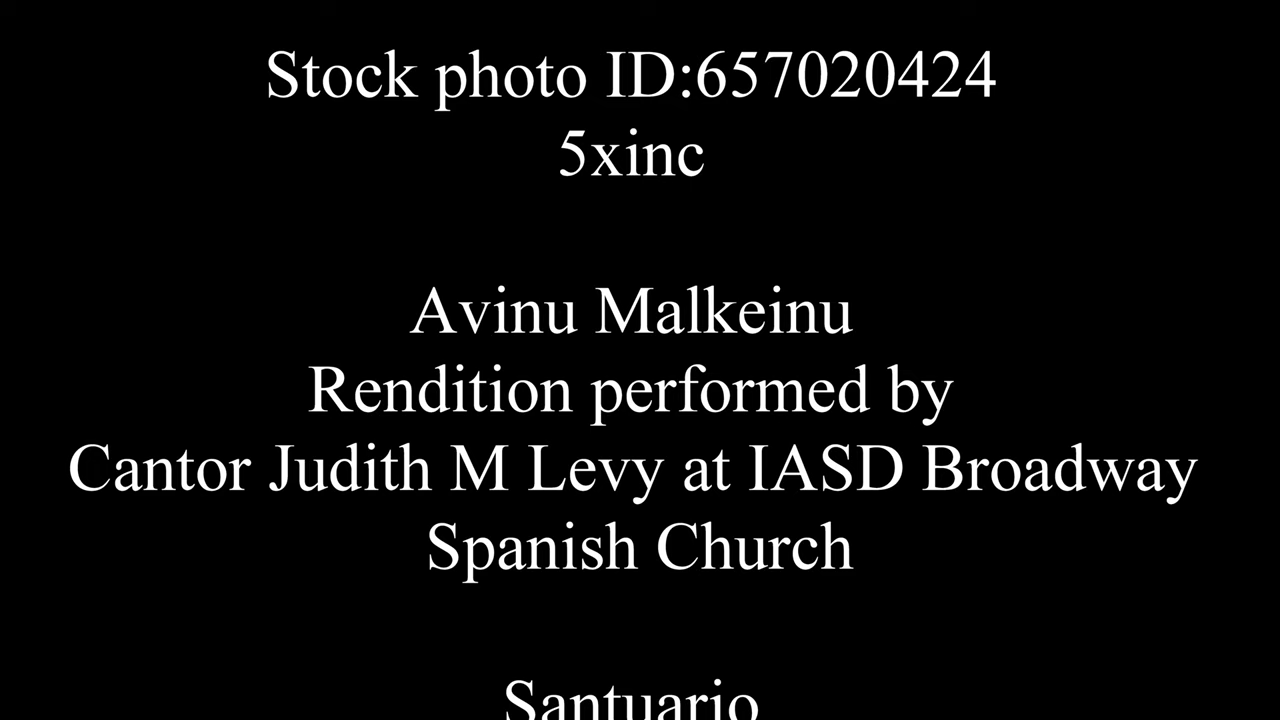 Stock photo ID:657020424
5xinc
Avinu Malkeinu
Rendition performed by
Cantor Judith M Levy at IASD Broadway
Spanish Church
Santuario